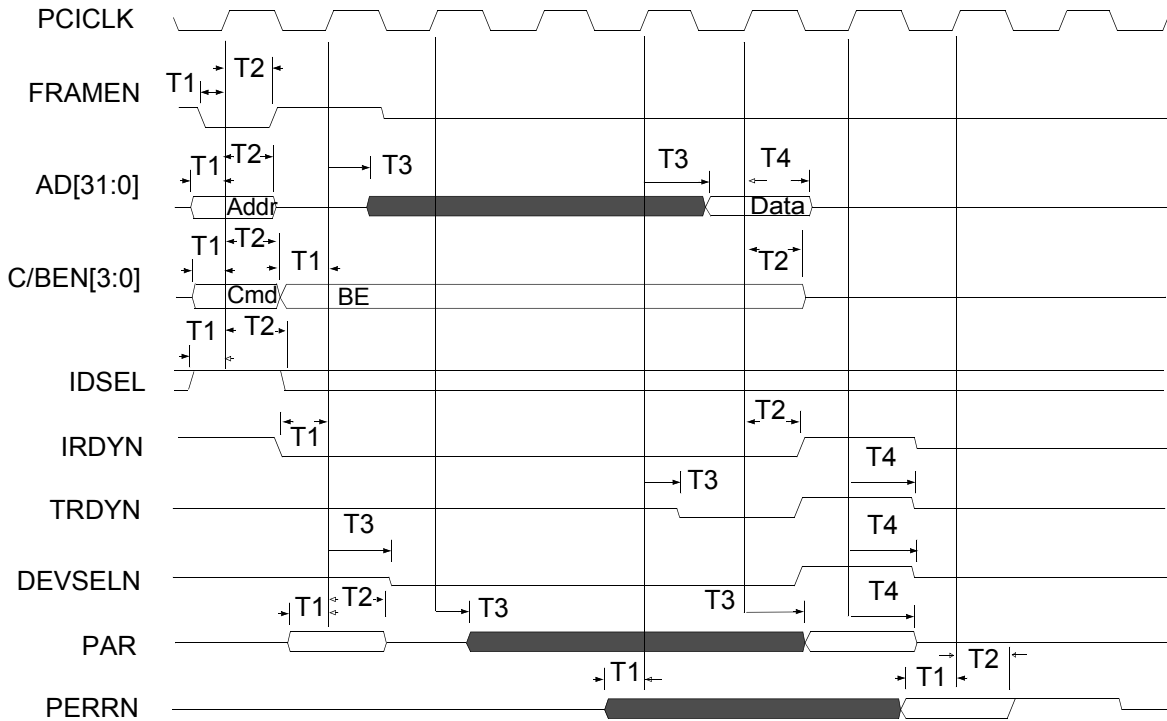 PCICLK
T1 T2
FRAMEN
T1 T2 T3 T3 T4
AD[31:0] Addr Data
T1 T2 T1 T2
C/BEN[3:0] Cmd BE
T1 T2
IDSEL
T1 T2
IRDYN
T3 T4
TRDYN
T3 T4
DEVSELN
T1 T2 T3 T3 T4
PAR
T1 T1 T2
PERRN